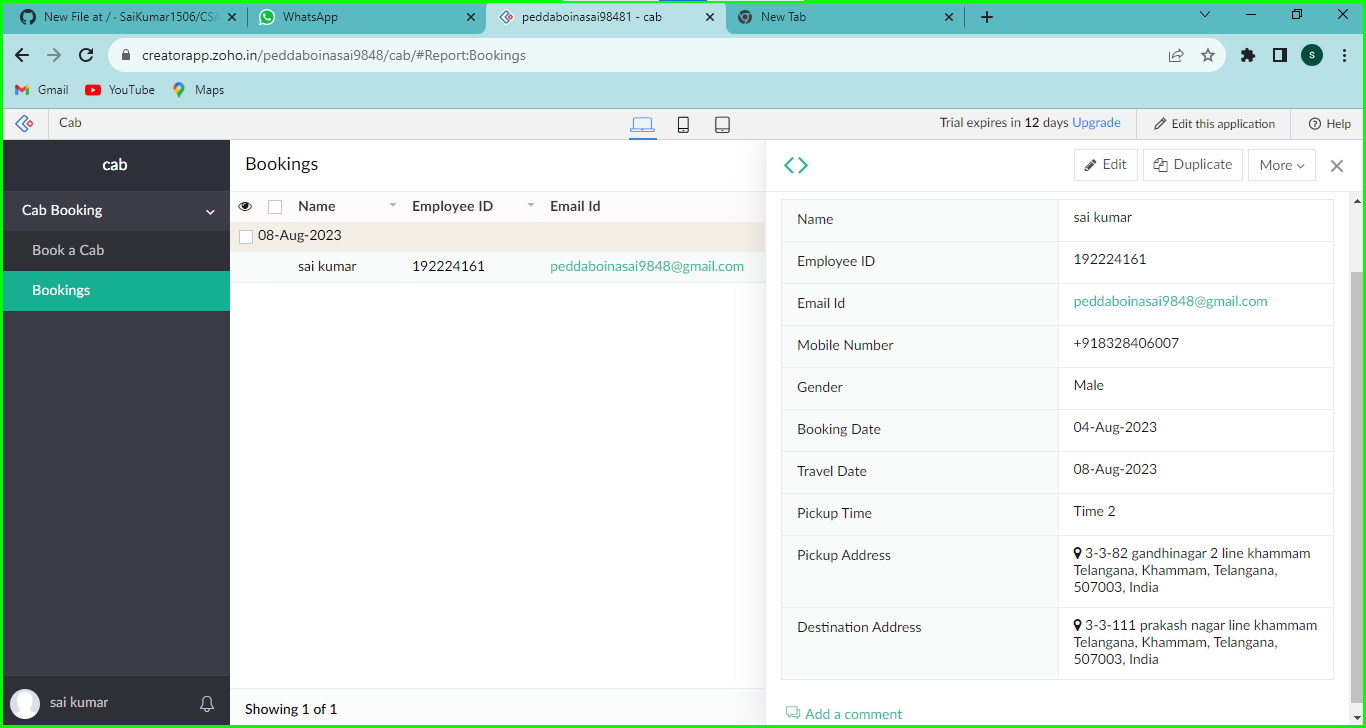 New File at / · SaiKumar1506/CSA
WhatsApp
peddaboinasai98481 - cab
New Tab
creatorapp.zoho.in/peddaboinasai9848/cab/#Report:Bookings
S
Gmail
YouTube
Maps
Cab
Trial expires in 12 days Upgrade
Edit this application
Help
cab
Cab Booking
Book a Cab
Bookings
sai kumar
Bookings
Name Employee ID Email Id
08-Aug-2023
sai kumar 192224161 peddaboinasai9848@gmail.com
Showing 1 of 1
Edit
Duplicate
More
Name sai kumar
Employee ID 192224161
Email Id peddaboinasai9848@gmail.com
Mobile Number +918328406007
Gender Male
Booking Date 04-Aug-2023
Travel Date 08-Aug-2023
Pickup Time Time 2
Pickup Address 3-3-82 gandhinagar 2 line khammam
Telangana, Khammam, Telangana,
507003, India
Destination Address 3-3-111 prakash nagar line khammam
Telangana, Khammam, Telangana,
507003, India
Add a comment